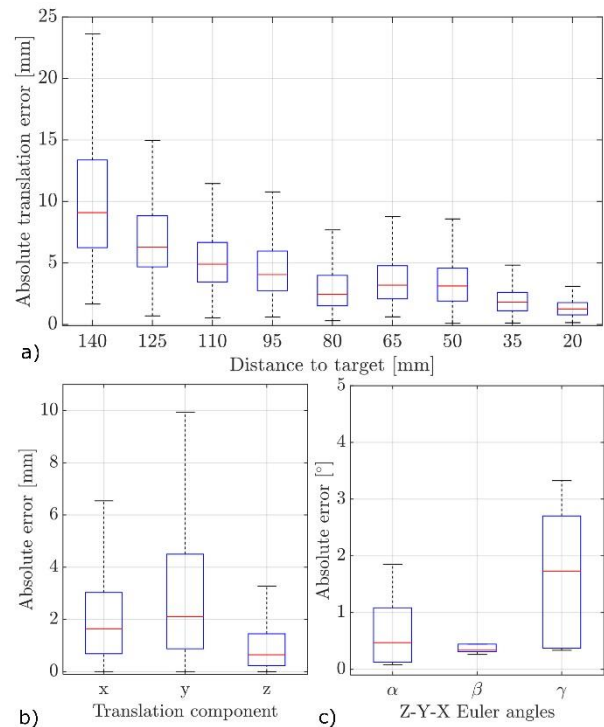 25
20
15
10
5
0
Absolute translation error [mm]
140 125 110 95 80 65 50 35 20
Distance to target [mm]
a)
10
8
6
4
2
0
Absolute error [mm]
x y z
Translation component
b)
5
4
3
2
1
0
Absolute error [°]
α β γ
Z-Y-X Euler angles
c)